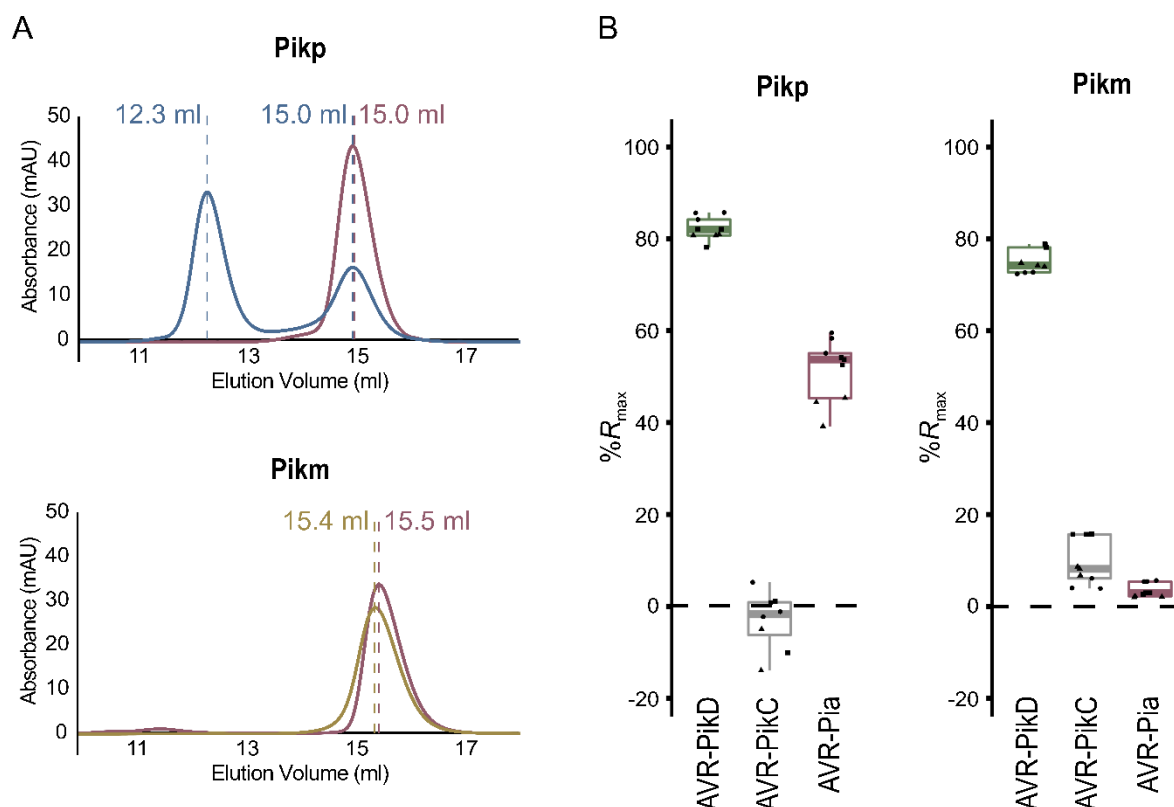 A
Pikp
12.3 ml
15.0 ml
15.0 ml
50
40
30
20
10
0
Absorbance (mAU)
11
13
15
17
Elution Volume (ml)
Pikm
15.4 ml
15.5 ml
50
40
30
20
10
0
Absorbance (mAU)
11
13
15
17
Elution Volume (ml)
B
Pikp
100
80
60
40
20
0
-20
%Rmax
AVR-PikD
AVR-PikC
AVR-Pia
Pikm
100
80
60
40
20
0
-20
%Rmax
AVR-PikD
AVR-PikC
AVR-Pia